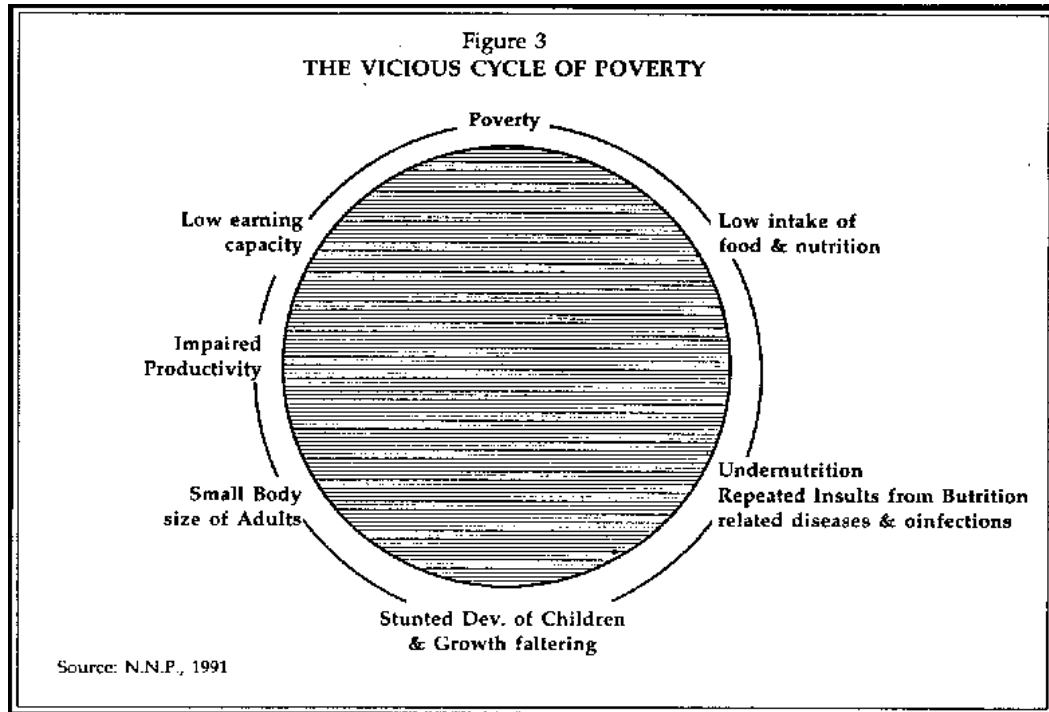 Figure 3
THE VICIOUS CYCLE OF POVERTY
Poverty
Low earning
capacity
Low intake of
food & nutrition
Impaired
Productivity
Undernutrition
Repeated Insults from Butrition
related diseases & oinfections
Small Body
size of Adults
Stunted Dev. of Children
& Growth faltering
Source: N.N.P., 1991